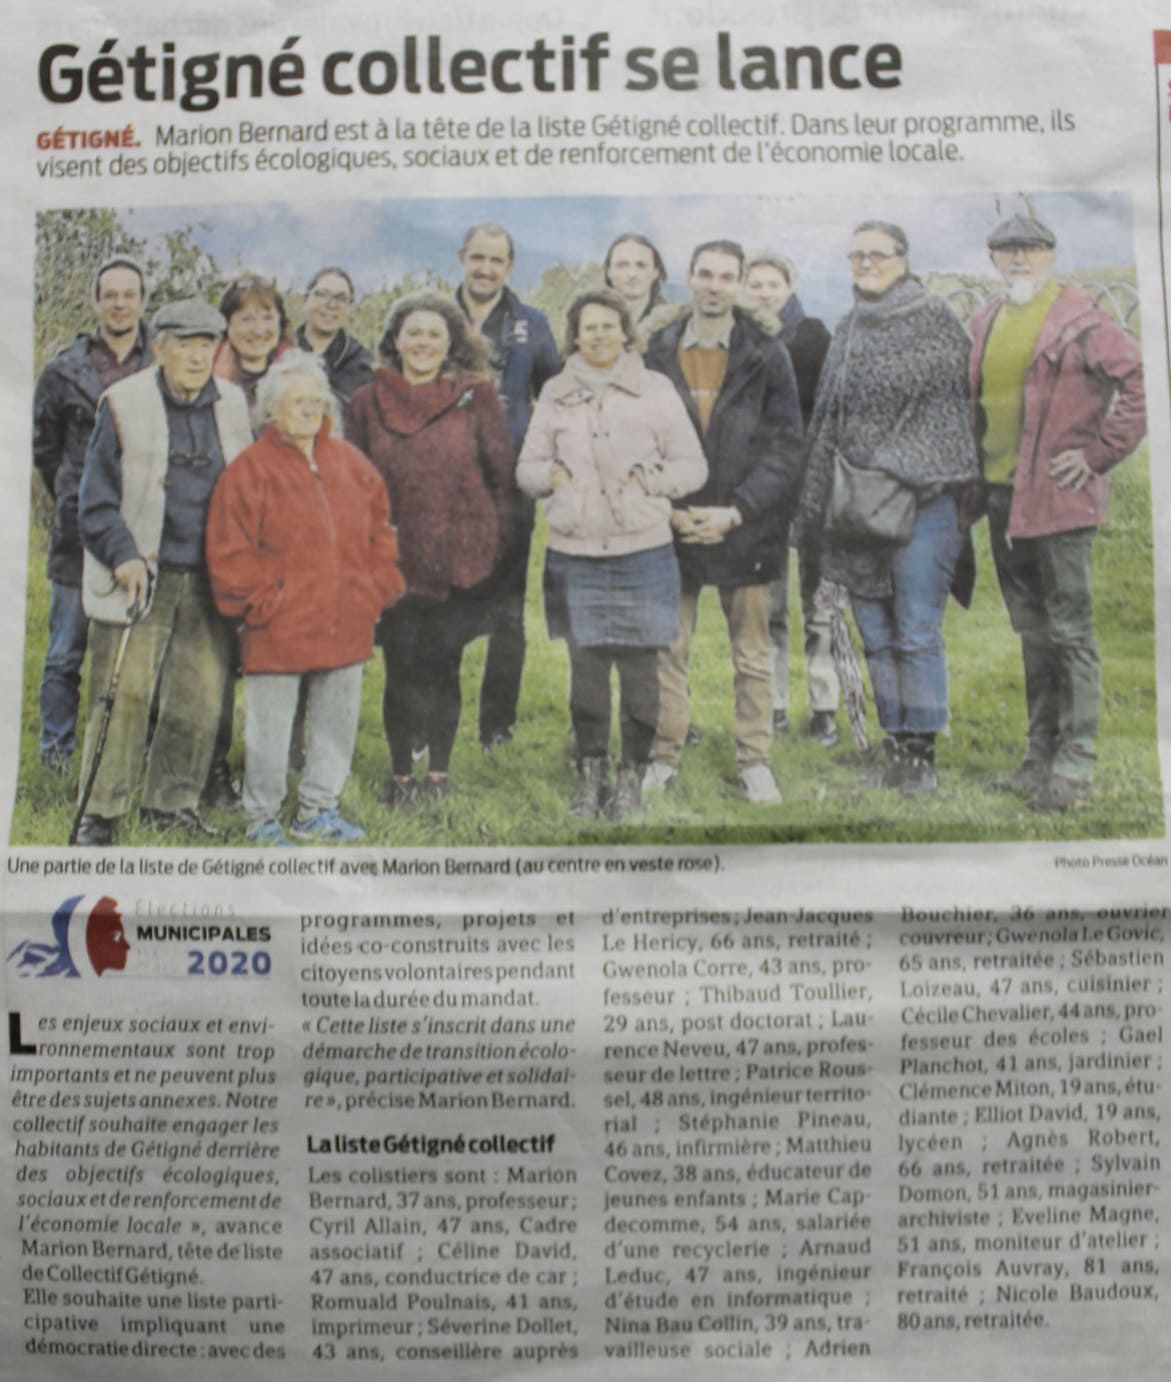 Gétigné collectif se lance
GÉTIGNÉ. Marion Bernard est à la tête de la liste Gétigné collectif. Dans leur programme, ils
visent des objectifs écologiques, sociaux et de renforcement de l'économie locale.
Une partie de la liste de Gétigné collectif avec Marion Bernard (au centre en veste rose).
Photo Presse Océan
Élections
MUNICIPALES
2020
Les enjeux sociaux et envi-
ronnementaux sont trop
importants et ne peuvent plus
être des sujets annexes. Notre
collectif souhaite engager les
habitants de Gétigné derrière
des objectifs écologiques,
sociaux et de renforcement de
l'économie locale », avance
Marion Bernard, tête de liste
de Collectif Gétigné.
Elle souhaite une liste parti-
cipative impliquant une
démocratie directe : avec des
programmes, projets et
idées co-construits avec les
citoyens volontaires pendant
toute la durée du mandat.
« Cette liste s'inscrit dans une
démarche de transition écolo-
gique, participative et solidai-
re », précise Marion Bernard.
La liste Gétigné collectif
Les colistiers sont : Marion
Bernard, 37 ans, professeur ;
Cyril Allain, 47 ans, Cadre
associatif ; Céline David,
47 ans, conductrice de car ;
Romuald Poulnais, 41 ans,
imprimeur ; Séverine Dollet,
43 ans, conseillère auprès
d'entreprises ; Jean-Jacques
Le Hericy, 66 ans, retraité ;
Gwenola Corre, 43 ans, pro-
fesseur ; Thibaud Toullier,
29 ans, post doctorat ; Lau-
rence Neveu, 47 ans, profes-
seur de lettre ; Patrice Rous-
sel, 48 ans, ingénieur territo-
rial ; Stéphanie Pineau,
46 ans, infirmière ; Matthieu
Covez, 38 ans, éducateur de
jeunes enfants ; Marie Cap-
decomme, 54 ans, salariée
d'une recyclerie ; Arnaud
Leduc, 47 ans, ingénieur
d'étude en informatique ;
Nina Bau Collin, 39 ans, tra-
vailleuse sociale ; Adrien
Bouchier, 36 ans, ouvrier
couvreur ; Gwenola Le Govic,
65 ans, retraitée ; Sébastien
Loizeau, 47 ans, cuisinier ;
Cécile Chevalier, 44 ans, pro-
fesseur des écoles ; Gael
Planchot, 41 ans, jardinier ;
Clémence Miton, 19 ans, étu-
diante ; Elliot David, 19 ans,
lycéen ; Agnès Robert,
66 ans, retraitée ; Sylvain
Domon, 51 ans, magasinier-
archiviste ; Eveline Magne,
51 ans, moniteur d'atelier ;
François Auvray, 81 ans,
retraité ; Nicole Baudoux,
80 ans, retraitée.